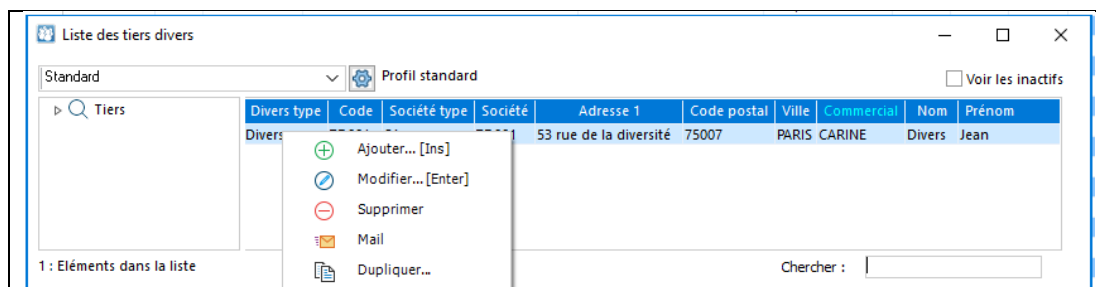 Liste des tiers divers
Standard Profil standard Voir les inactifs
Tiers
Divers type Code Société type Société Adresse 1 Code postal Ville Commercial Nom Prénom
Divers 53 rue de la diversité 75007 PARIS CARINE Divers Jean
Ajouter... [Ins]
Modifier... [Enter]
Supprimer
Mail
Dupliquer...
1 : Eléments dans la liste Chercher :